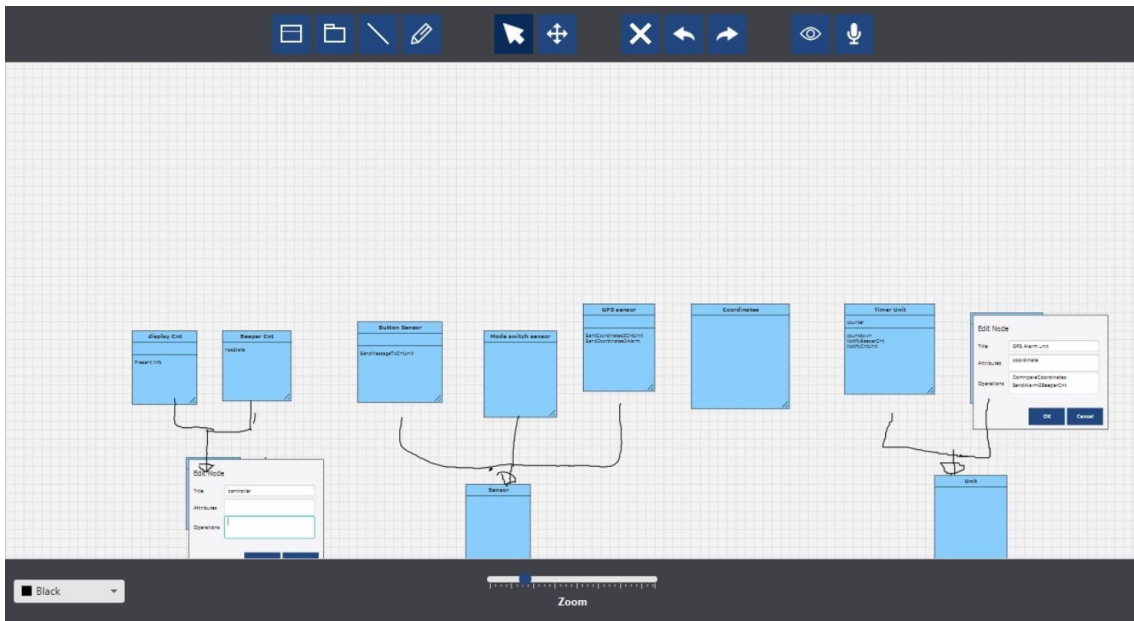 GPS sensor
Coordinates
Timer Unit
SendCoordinates2CntUnit
SendCoordinates2Alarm
counter
countdown
NotifyBeeperCnt
NotifyCntUnit
Edit Node
Title
GPS Alarm unit
Attributes
coordinate
Operations
CompareCoordinates
SendAlarm2BeeperCnt
OK
Cancel
display Cnt
Present info
Beeper Cnt
hasState
Button Sensor
SendMessageToCntUnit
Mode switch sensor
Edit Node
Title
controller
Attributes
Operations
Sensor
Unit
Black
Zoom